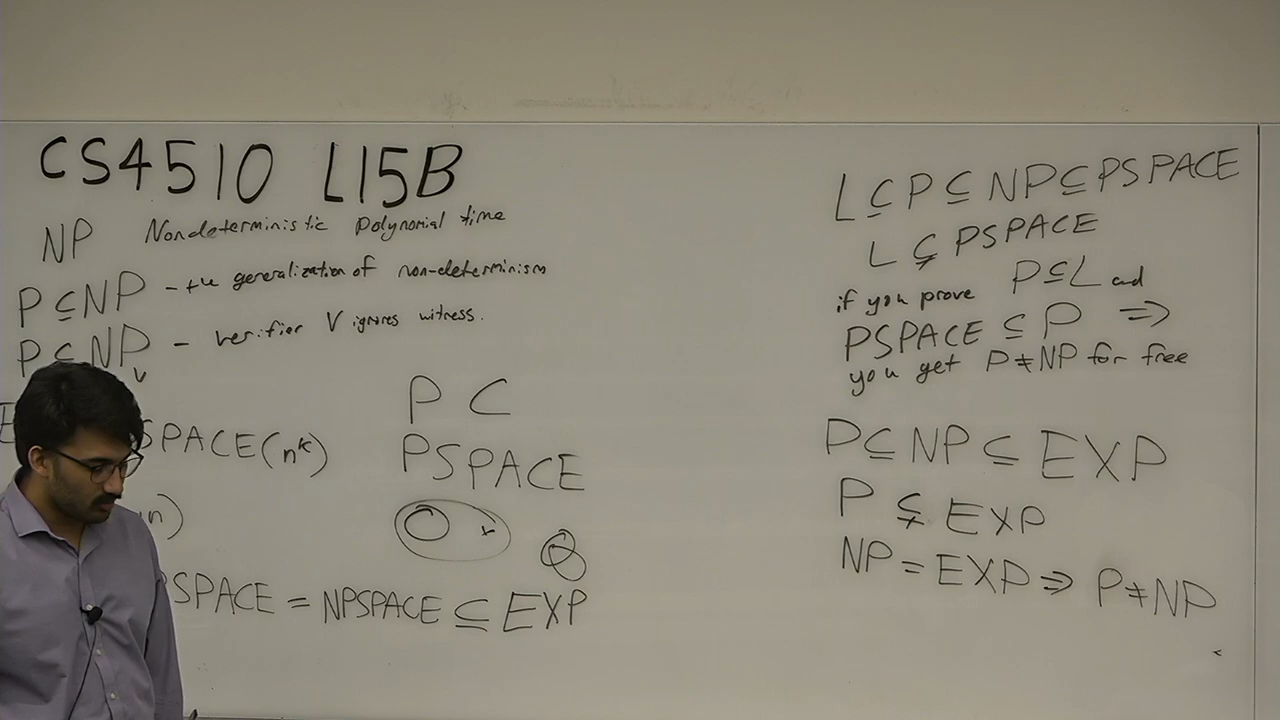 CS4510 L15B
NP Nondeterministic Polynomial time
P ⊆ NP - the generalization of non-determinism
P ⊆ NP - verifier V ignores witness.
P ⊂
SPACE(n^k)
PSPACE
n)
SPACE = NPSPACE ⊆ EXP
L ⊆ P ⊆ NP ⊆ PSPACE
L ⊊ PSPACE
if you prove P ⊆ L and
PSPACE ⊆ P ⇒
you get P ≠ NP for free
P ⊆ NP ⊆ EXP
P ⊊ EXP
NP = EXP ⇒ P ≠ NP